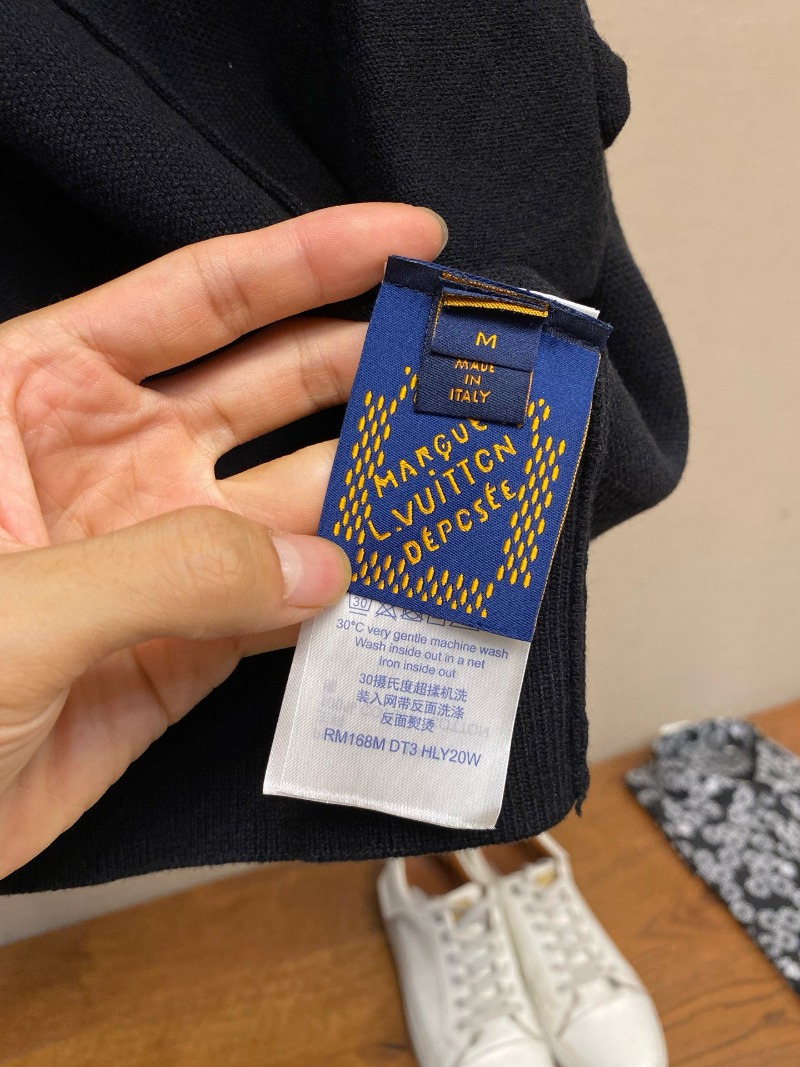 M
MADE
IN
ITALY
MARQUE
L.VUITTON
DÉPOSÉE
30
30°C very gentle machine wash
Wash inside out in a net
Iron inside out
30摄氏度超揉机洗
装入网带反面洗涤
反面熨烫
RM168M DT3 HLY20W